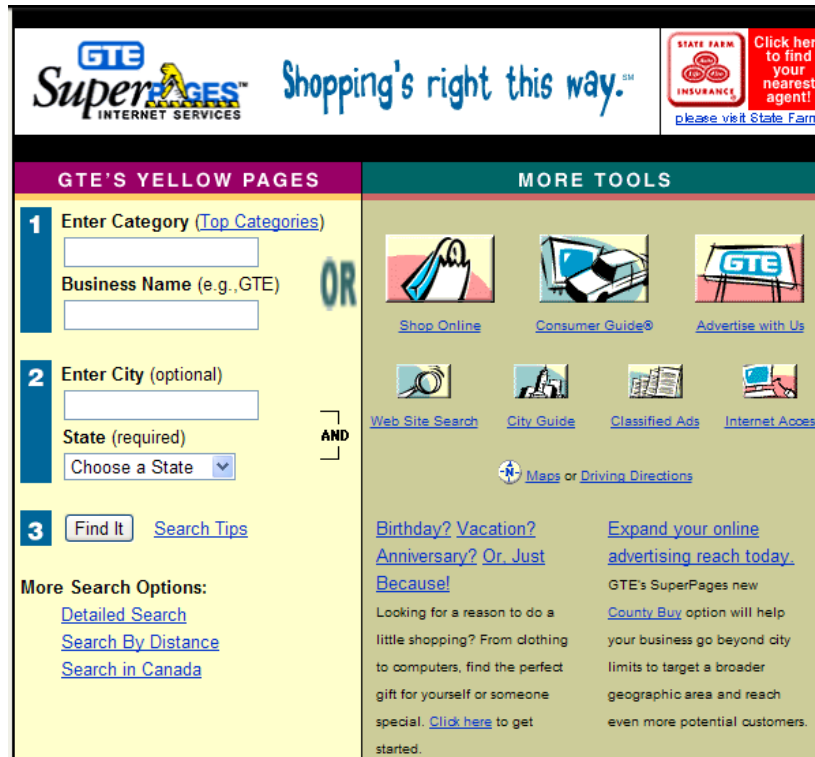 GTE
SuperPAGES™
INTERNET SERVICES
Shopping's right this way.℠
STATE FARM
Auto
Life Fire
INSURANCE
Click her
to find
your
nearest
agent!
please visit State Farm
GTE'S YELLOW PAGES
1 Enter Category (Top Categories)
Business Name (e.g.,GTE)
OR
2 Enter City (optional)
State (required)
AND
Choose a State
3 Find It Search Tips
More Search Options:
Detailed Search
Search By Distance
Search in Canada
MORE TOOLS
GTE
Shop Online Consumer Guide® Advertise with Us
Web Site Search City Guide Classified Ads Internet Acces
N Maps or Driving Directions
Birthday? Vacation?
Anniversary? Or, Just
Because!
Looking for a reason to do a
little shopping? From clothing
to computers, find the perfect
gift for yourself or someone
special. Click here to get
started.
Expand your online
advertising reach today.
GTE's SuperPages new
County Buy option will help
your business go beyond city
limits to target a broader
geographic area and reach
even more potential customers.